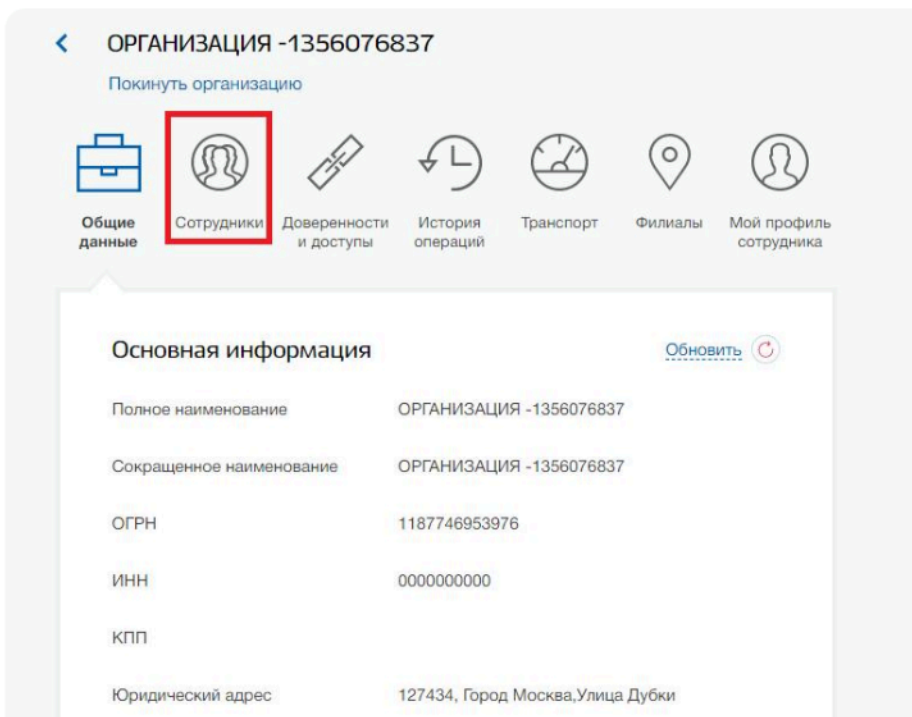 ОРГАНИЗАЦИЯ -1356076837
Покинуть организацию
Общие данные
Сотрудники
Доверенности и доступы
История операций
Транспорт
Филиалы
Мой профиль сотрудника
Основная информация
Обновить
Полное наименование ОРГАНИЗАЦИЯ -1356076837
Сокращенное наименование ОРГАНИЗАЦИЯ -1356076837
ОГРН 1187746953976
ИНН 0000000000
КПП
Юридический адрес 127434, Город Москва,Улица Дубки